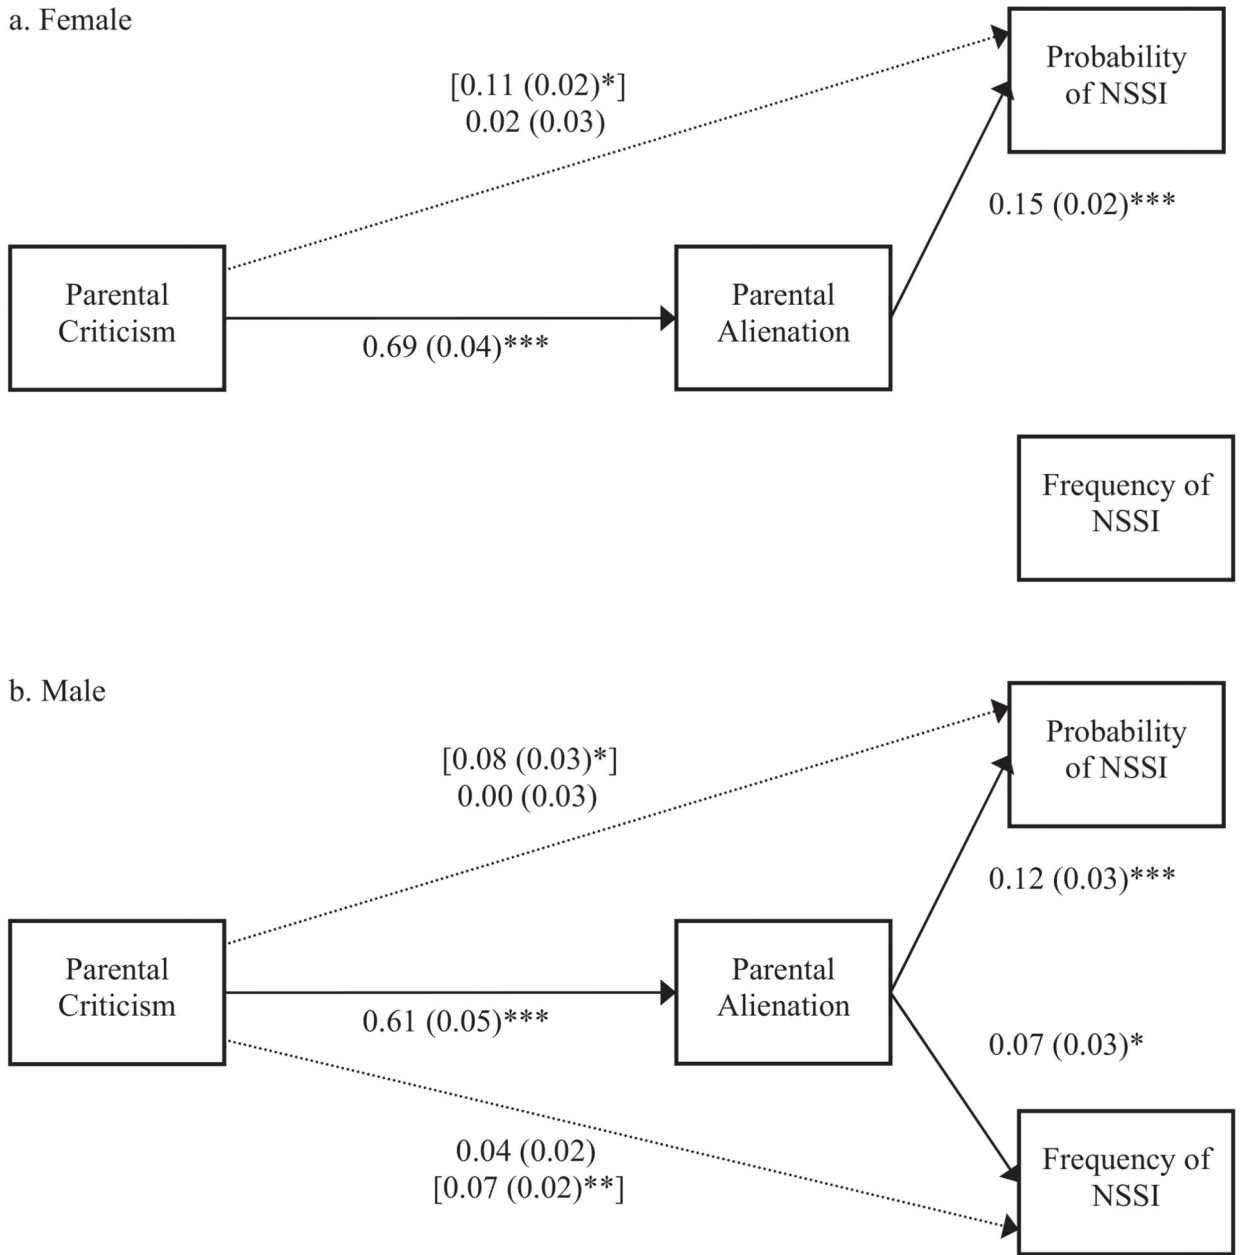 a. Female
Probability
of NSSI
[0.11 (0.02)*]
0.02 (0.03)
0.15 (0.02)***
Parental
Criticism
Parental
Alienation
0.69 (0.04)***
Frequency of
NSSI
b. Male
Probability
of NSSI
[0.08 (0.03)*]
0.00 (0.03)
0.12 (0.03)***
Parental
Criticism
Parental
Alienation
0.61 (0.05)***
0.07 (0.03)*
0.04 (0.02)
[0.07 (0.02)**]
Frequency of
NSSI